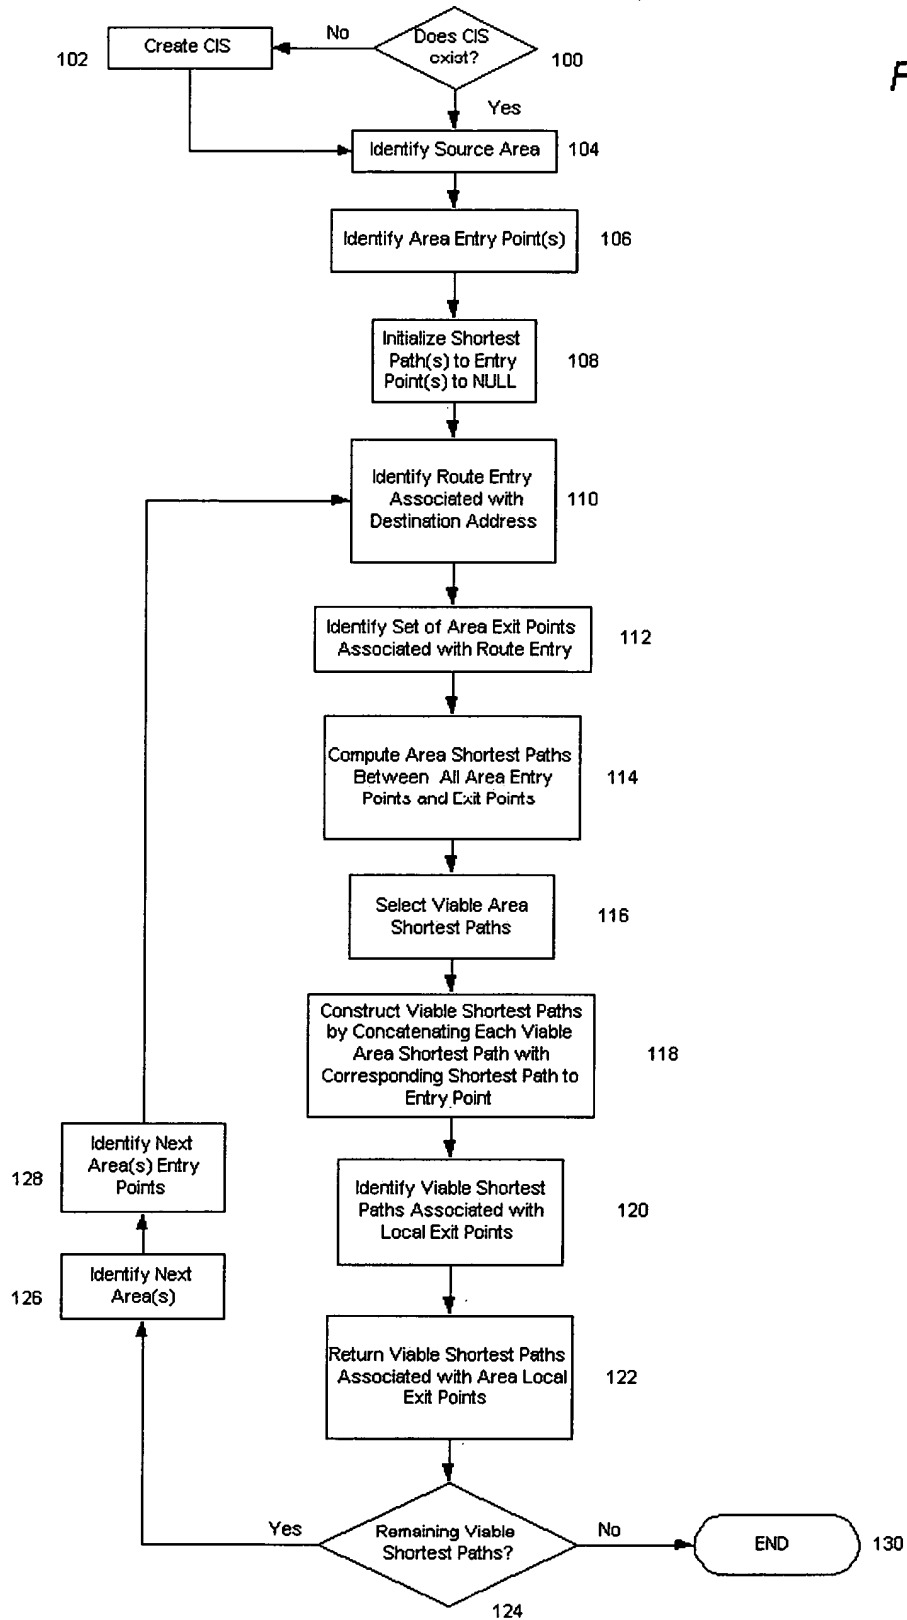 Does CIS
exist?
100
No
Create CIS
102
Yes
F
Identify Source Area
104
Identify Area Entry Point(s)
106
Initialize Shortest
Path(s) to Entry
Point(s) to NULL
108
Identify Route Entry
Associated with
Destination Address
110
Identify Set of Area Exit Points
Associated with Route Entry
112
Compute Area Shortest Paths
Between All Area Entry
Points and Exit Points
114
Select Viable Area
Shortest Paths
116
Construct Viable Shortest Paths
by Concatenating Each Viable
Area Shortest Path with
Corresponding Shortest Path to
Entry Point
118
Identify Viable Shortest
Paths Associated with
Local Exit Points
120
Return Viable Shortest Paths
Associated with Area Local
Exit Points
122
Remaining Viable
Shortest Paths?
124
Yes
Identify Next
Area(s)
126
Identify Next
Area(s) Entry
Points
128
No
END
130